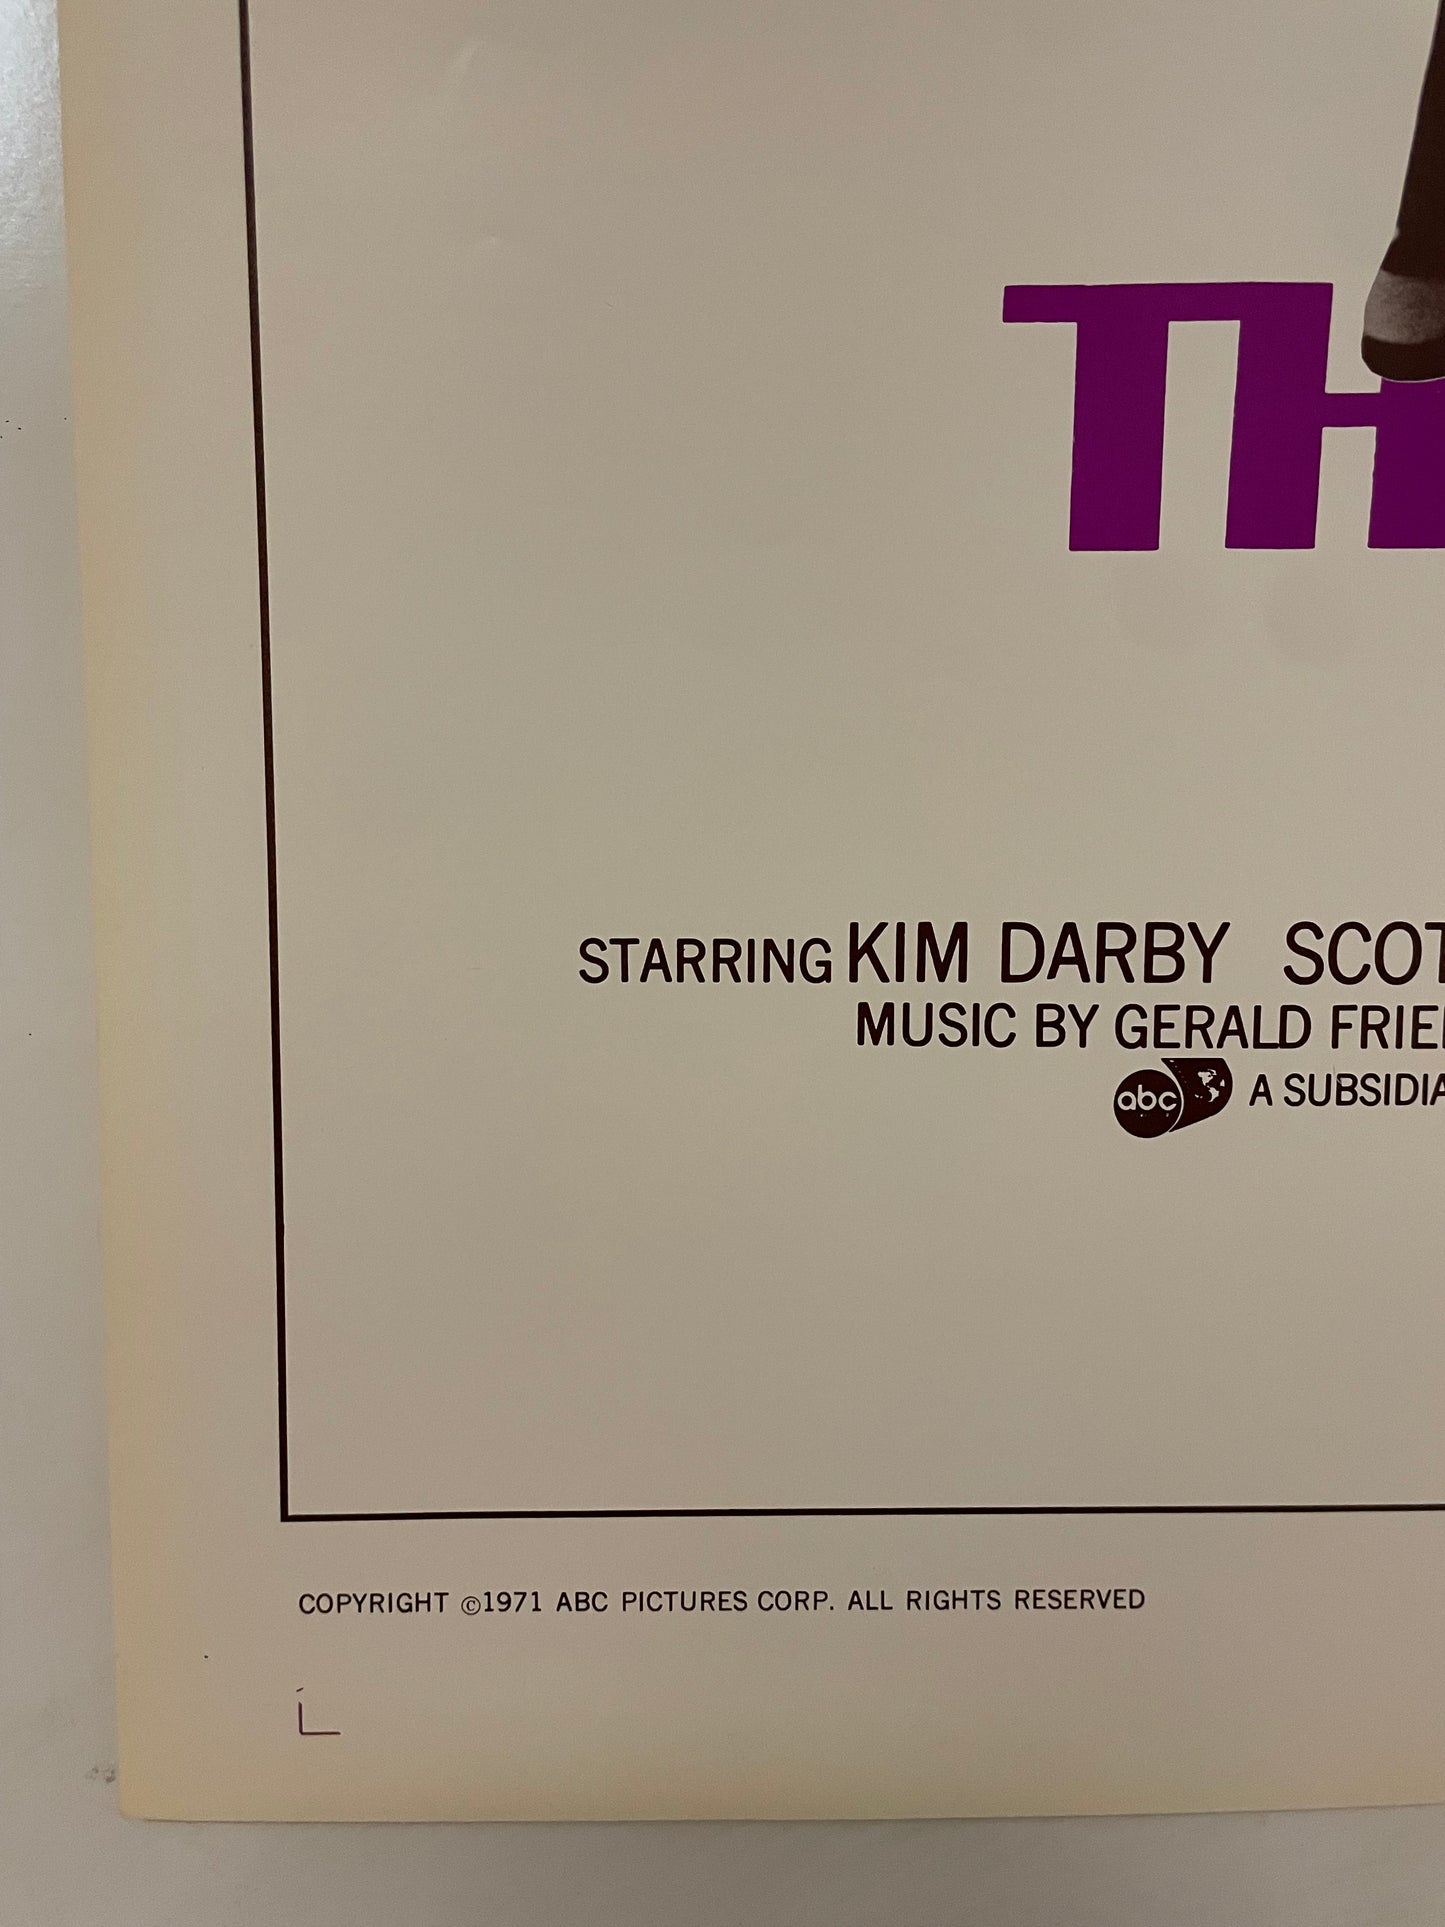 TH
STARRING KIM DARBY SCOT
MUSIC BY GERALD FRIE
abc A SUBSIDIA
COPYRIGHT ©1971 ABC PICTURES CORP. ALL RIGHTS RESERVED